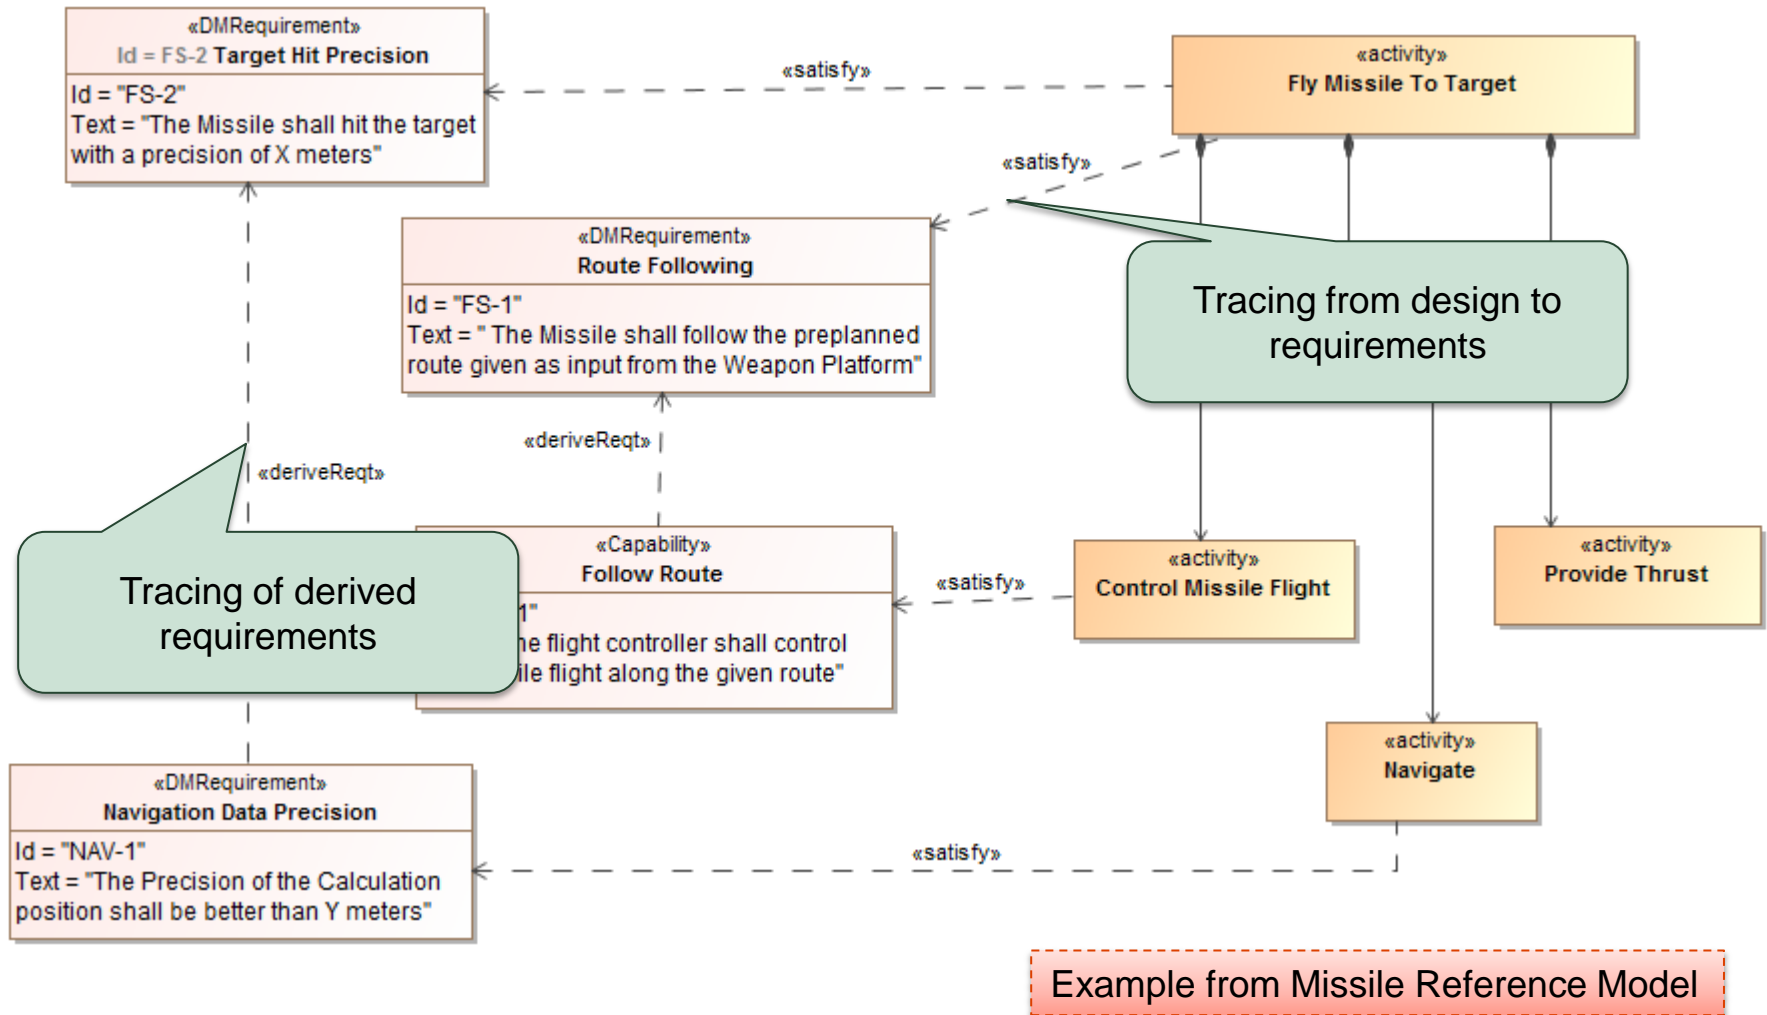 «DMRequirement»
Id = FS-2 Target Hit Precision
Id = "FS-2"
Text = "The Missile shall hit the target
with a precision of X meters"
«satisfy»
«activity»
Fly Missile To Target
«satisfy»
«DMRequirement»
Route Following
Id = "FS-1"
Text = " The Missile shall follow the preplanned
route given as input from the Weapon Platform"
Tracing from design to
requirements
«deriveReqt»
«deriveReqt»
Tracing of derived
requirements
«Capability»
Follow Route
1"
flight controller shall control
flight along the given route"
«satisfy»
«activity»
Control Missile Flight
«activity»
Provide Thrust
«activity»
Navigate
«DMRequirement»
Navigation Data Precision
Id = "NAV-1"
Text = "The Precision of the Calculation
position shall be better than Y meters"
«satisfy»
Example from Missile Reference Model